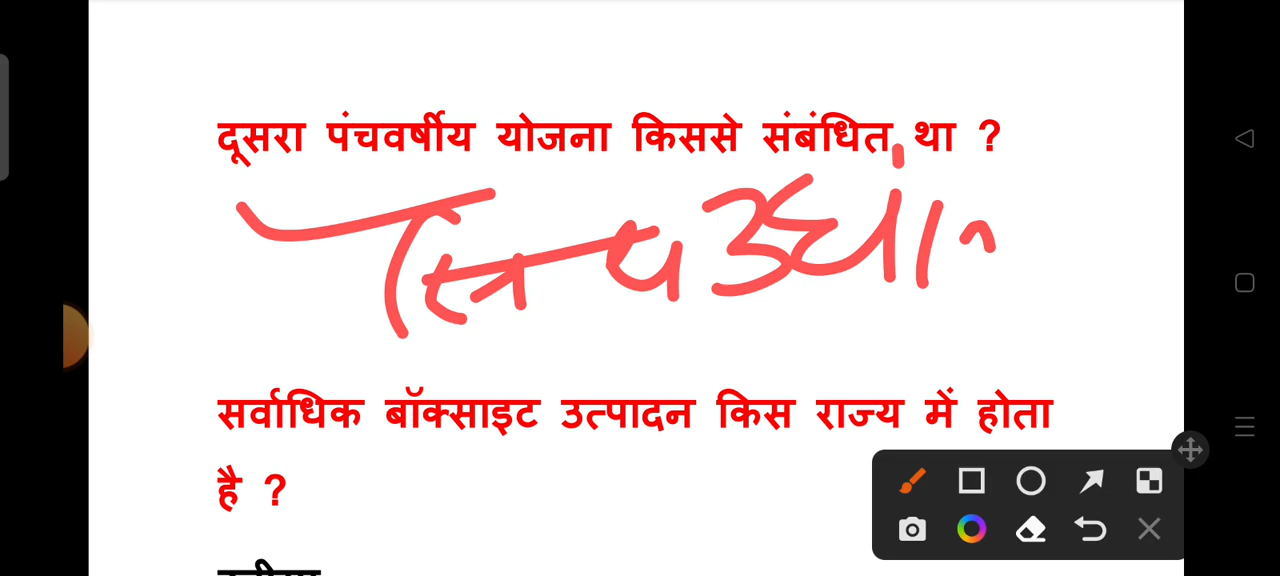 दूसरा पंचवर्षीय योजना किससे संबंधित था ?
सर्वाधिक बॉक्साइट उत्पादन किस राज्य में होता
है ?